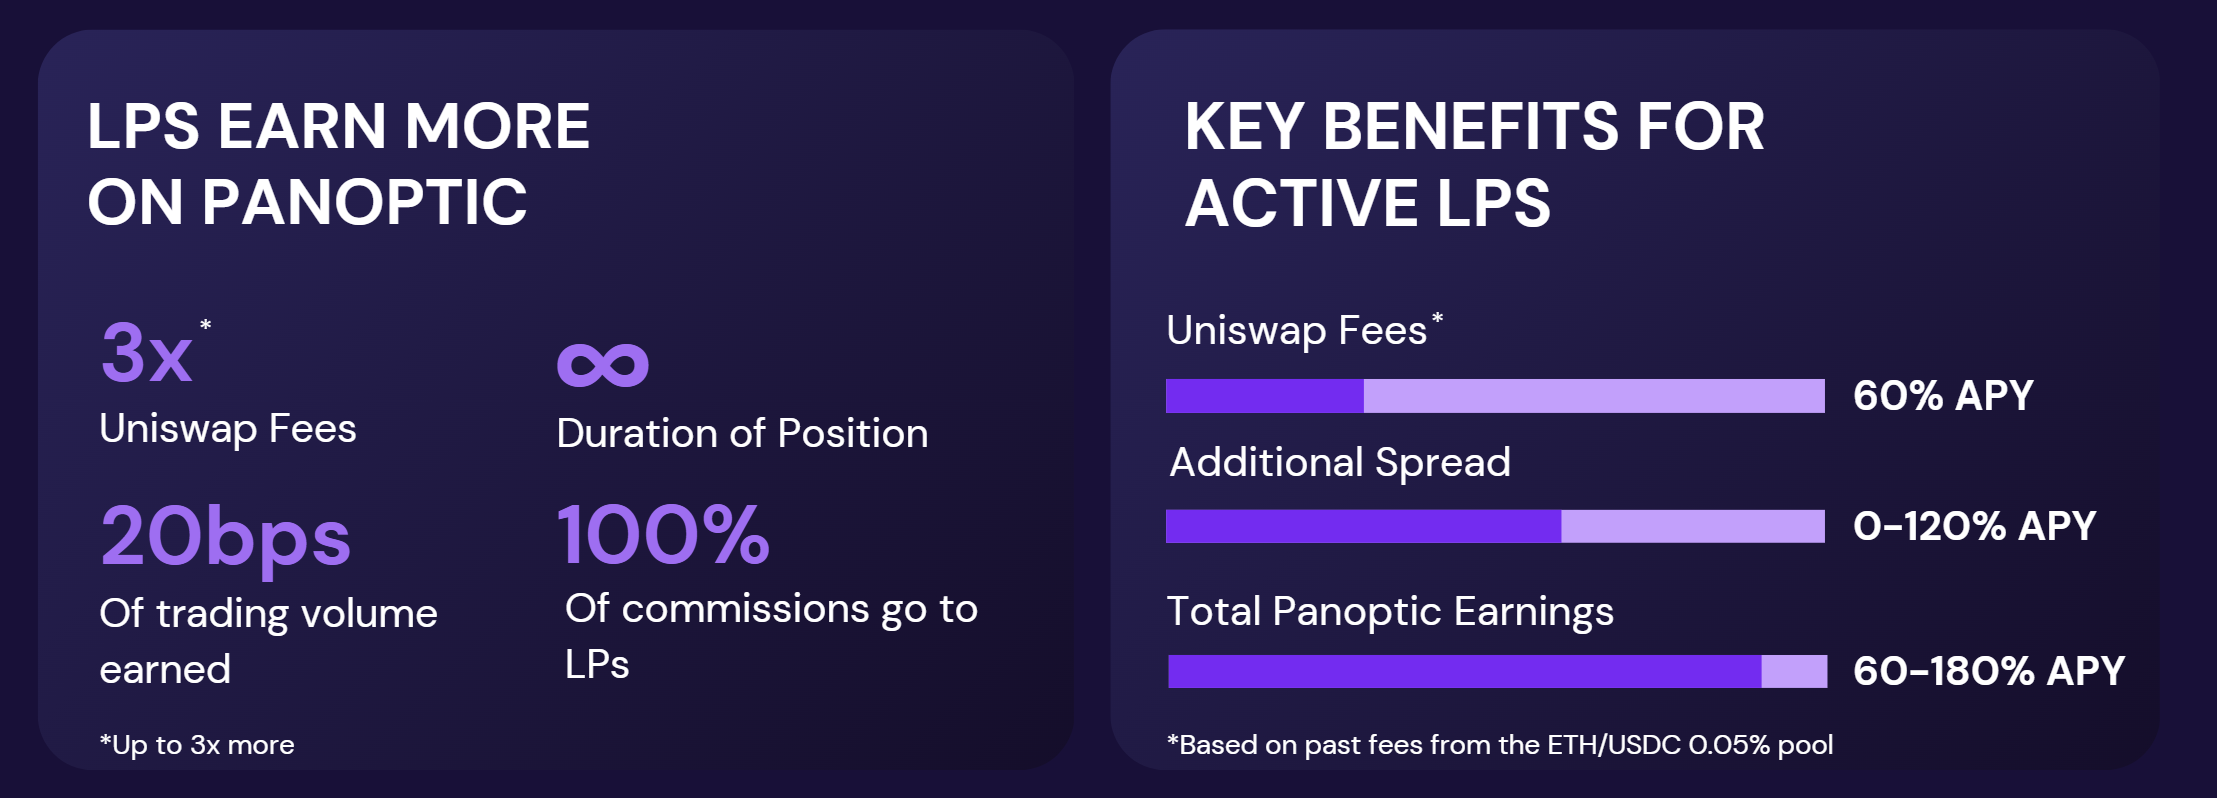 LPS EARN MORE
ON PANOPTIC
3x*
Uniswap Fees
∞
Duration of Position
20bps
Of trading volume
earned
100%
Of commissions go to
LPs
*Up to 3x more
KEY BENEFITS FOR
ACTIVE LPS
Uniswap Fees*
60% APY
Additional Spread
0-120% APY
Total Panoptic Earnings
60-180% APY
*Based on past fees from the ETH/USDC 0.05% pool